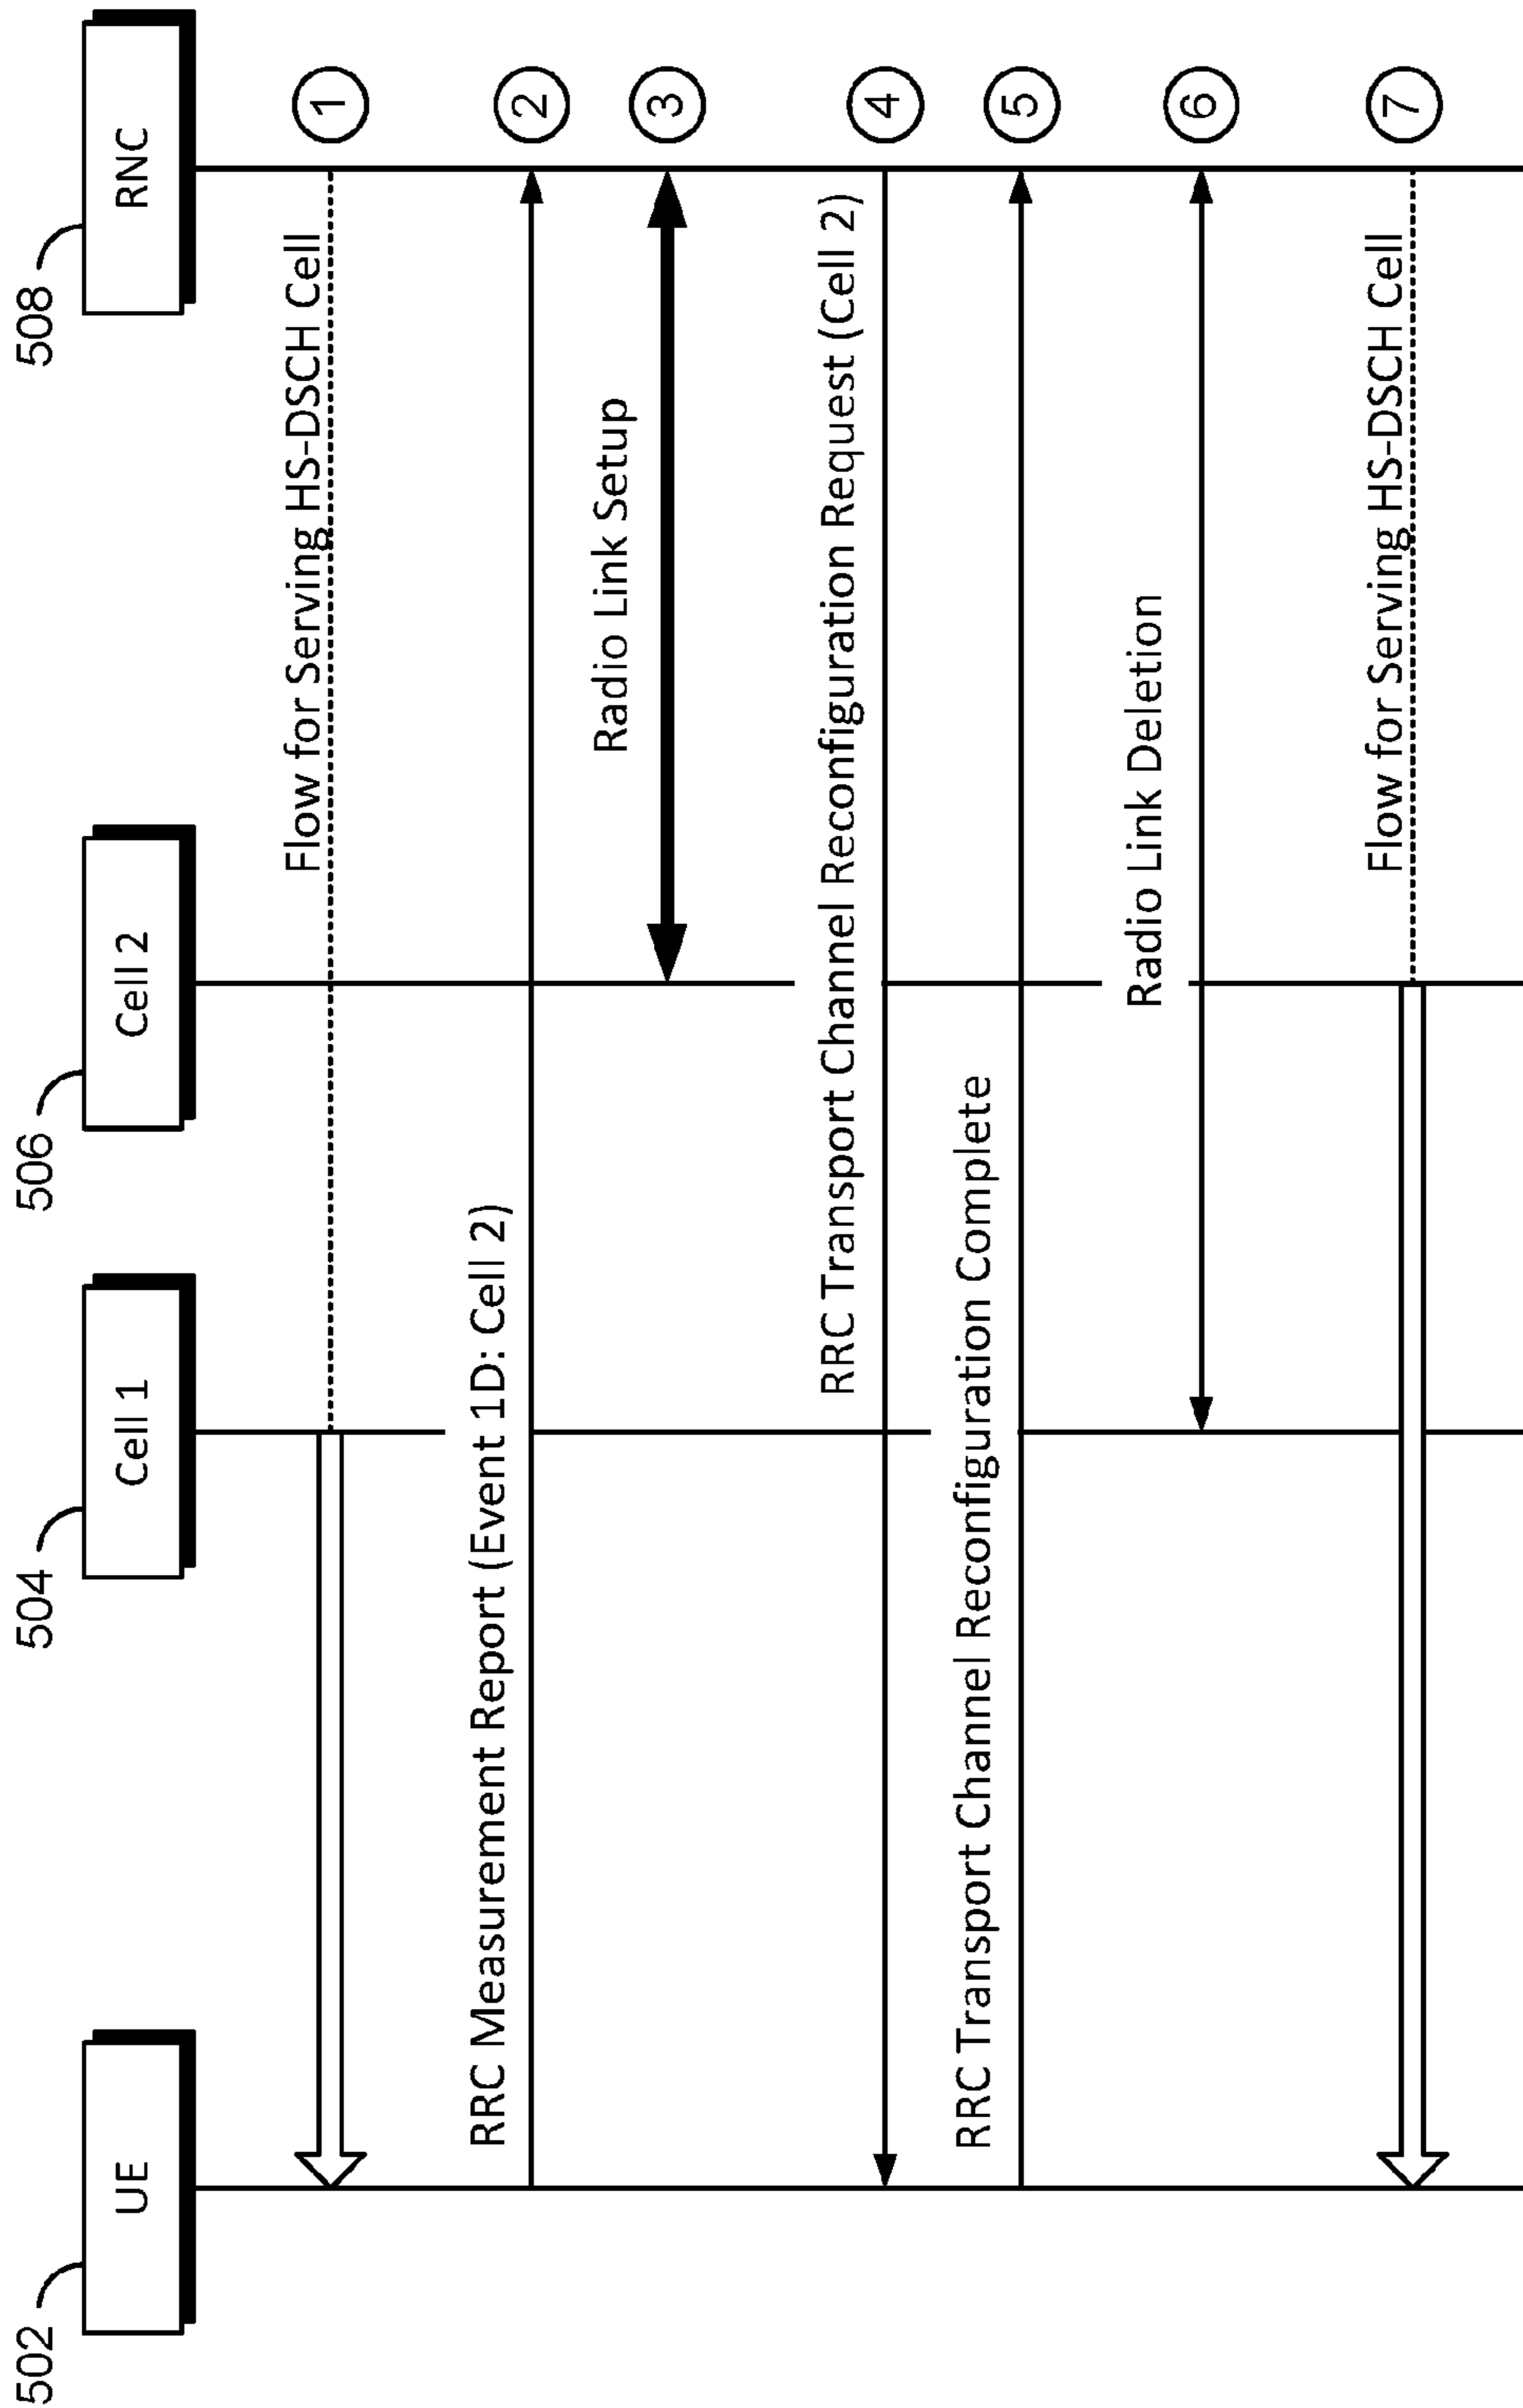 502
UE
504
Cell 1
506
Cell 2
508
RNC
Flow for Serving HS-DSCH Cell
1
RRC Measurement Report (Event 1D: Cell 2)
2
Radio Link Setup
3
RRC Transport Channel Reconfiguration Request (Cell 2)
4
RRC Transport Channel Reconfiguration Complete
5
Radio Link Deletion
6
Flow for Serving HS-DSCH Cell
7